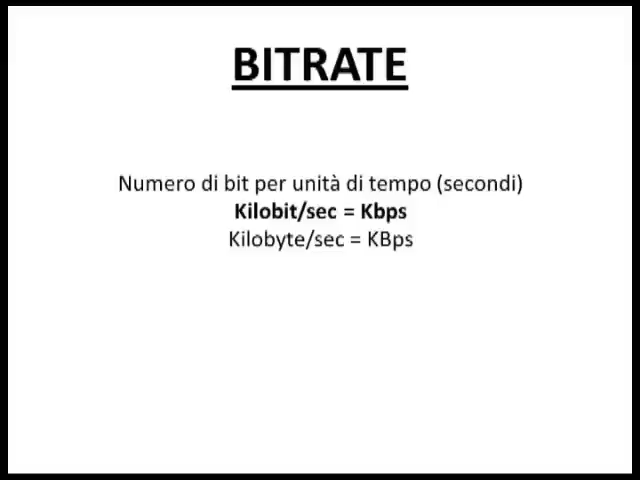 BITRATE
Numero di bit per unità di tempo (secondi)
Kilobit/sec = Kbps
Kilobyte/sec = KBps